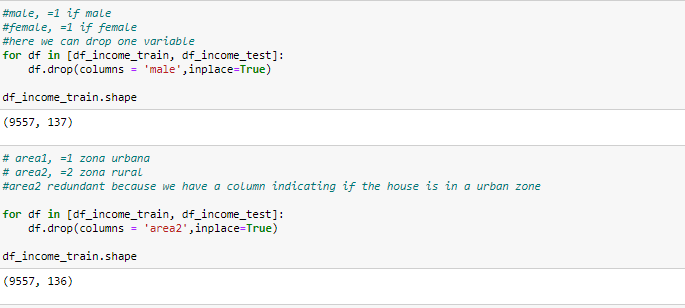 #male, =1 if male
#female, =1 if female
#here we can drop one variable
for df in [df_income_train, df_income_test]:
    df.drop(columns = 'male',inplace=True)
df_income_train.shape
(9557, 137)
# area1, =1 zona urbana
# area2, =2 zona rural
#area2 redundant because we have a column indicating if the house is in a urban zone
for df in [df_income_train, df_income_test]:
    df.drop(columns = 'area2',inplace=True)
df_income_train.shape
(9557, 136)